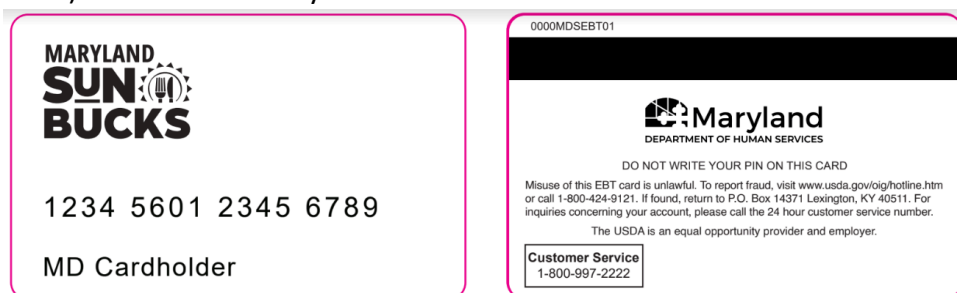 MARYLAND
SUN
BUCKS
1234 5601 2345 6789
MD Cardholder
0000MDSEBT01
Maryland
DEPARTMENT OF HUMAN SERVICES
DO NOT WRITE YOUR PIN ON THIS CARD
Misuse of this EBT card is unlawful. To report fraud, visit www.usda.gov/oig/hotline.htm
or call 1-800-424-9121. If found, return to P.O. Box 14371 Lexington, KY 40511. For
inquiries concerning your account, please call the 24 hour customer service number.
The USDA is an equal opportunity provider and employer.
Customer Service
1-800-997-2222